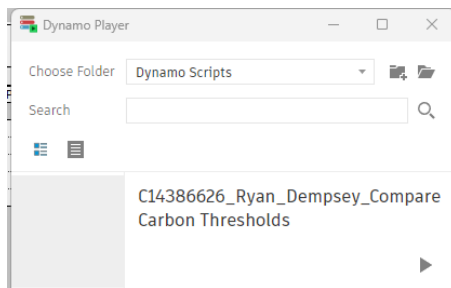 Dynamo Player
Choose Folder Dynamo Scripts
Search
C14386626_Ryan_Dempsey_Compare
Carbon Thresholds